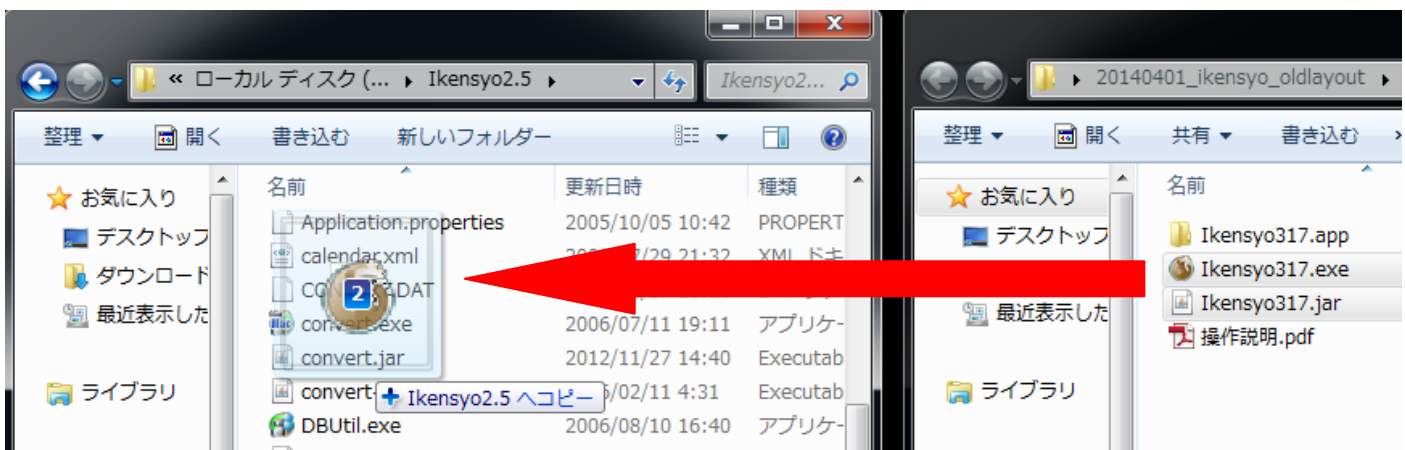 « ローカル ディスク (... ▸ Ikensyo2.5 ▸
Ikensyo2...
整理 開く 書き込む 新しいフォルダー
お気に入り
デスクトップ
ダウンロード
最近表示した
ライブラリ
名前 更新日時 種類
Application.properties 2005/10/05 10:42 PROPERT
calendar.xml 21:32 XML ドキ
DAT
2
convert.exe 2006/07/11 19:11 アプリケー
convert.jar 2012/11/27 14:40 Executab
convert /02/11 4:31 Executab
+ Ikensyo2.5 へコピー
DBUtil.exe 2006/08/10 16:40 アプリケー
▸ 20140401_ikensyo_oldlayout ▸
整理 開く 共有 書き込む »
お気に入り
デスクトップ
最近表示した
ライブラリ
名前
Ikensyo317.app
Ikensyo317.exe
Ikensyo317.jar
操作説明.pdf